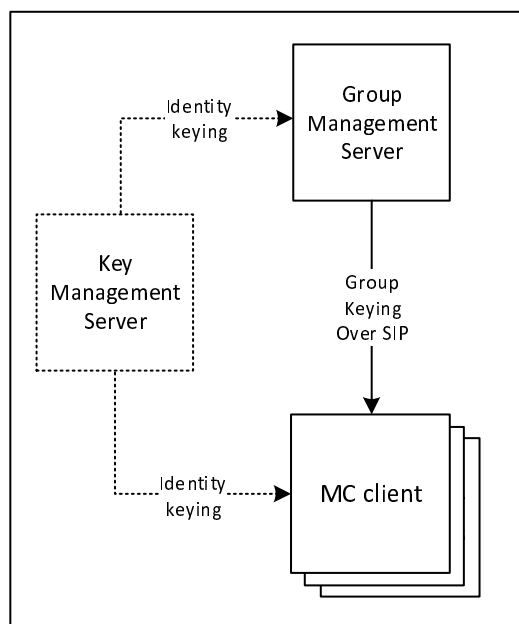 Identity
keying
Group
Management
Server
Key
Management
Server
Group
Keying
Over SIP
Identity
keying
MC client